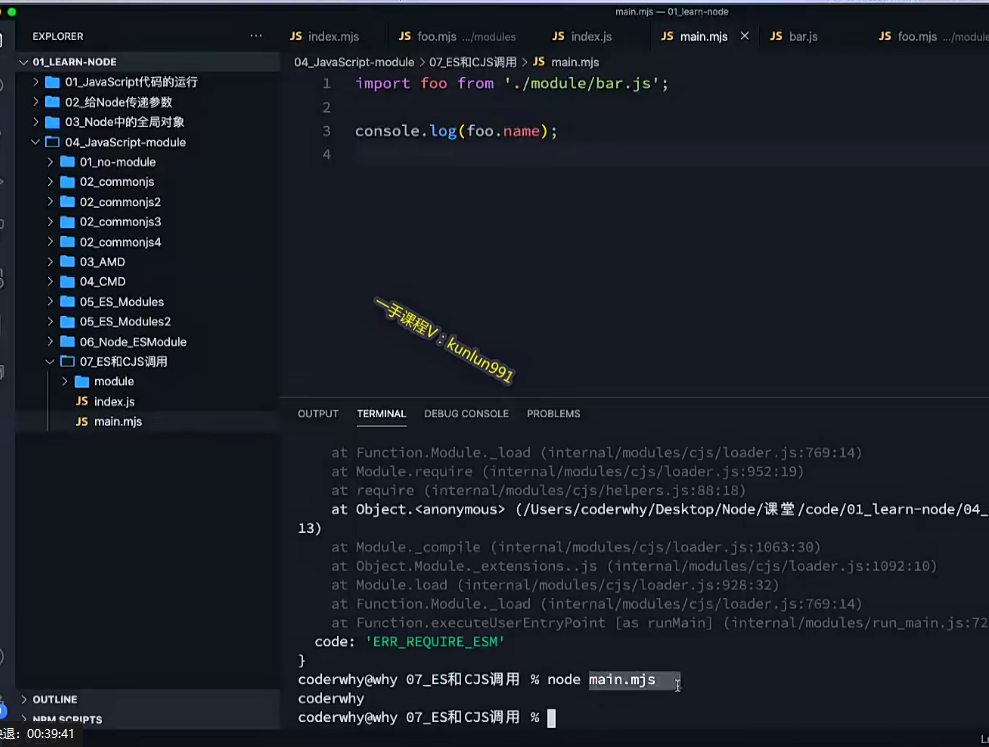 main.mjs — 01_learn-node
EXPLORER ...
JS index.mjs JS foo.mjs .../modules JS index.js JS main.mjs × JS bar.js JS foo.mjs .../module
01_LEARN-NODE
04_JavaScript-module > 07_ES和CJS调用 > JS main.mjs
01_JavaScript代码的运行
02_给Node传递参数
03_Node中的全局对象
04_JavaScript-module
01_no-module
02_commonjs
02_commonjs2
02_commonjs3
02_commonjs4
03_AMD
04_CMD
05_ES_Modules
05_ES_Modules2
06_Node_ESModule
07_ES和CJS调用
module
JS index.js
JS main.mjs
OUTLINE
NPM SCRIPTS
退: 00:39:41
1 import foo from './module/bar.js';
2
3 console.log(foo.name);
4
一手课程V：kunlun991
OUTPUT TERMINAL DEBUG CONSOLE PROBLEMS
at Function.Module._load (internal/modules/cjs/loader.js:769:14)
at Module.require (internal/modules/cjs/loader.js:952:19)
at require (internal/modules/cjs/helpers.js:88:18)
at Object.<anonymous> (/Users/coderwhy/Desktop/Node/课堂/code/01_learn-node/04_
13)
at Module._compile (internal/modules/cjs/loader.js:1063:30)
at Object.Module._extensions..js (internal/modules/cjs/loader.js:1092:10)
at Module.load (internal/modules/cjs/loader.js:928:32)
at Function.Module._load (internal/modules/cjs/loader.js:769:14)
at Function.executeUserEntryPoint [as runMain] (internal/modules/run_main.js:72
code: 'ERR_REQUIRE_ESM'
}
coderwhy@why 07_ES和CJS调用 % node main.mjs
coderwhy
coderwhy@why 07_ES和CJS调用 %